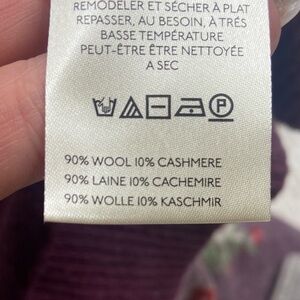 REMODELER ET SÉCHER À PLAT
REPASSER, AU BESOIN, À TRÉS
BASSE TEMPÉRATURE
PEUT-ÊTRE ÊTRE NETTOYÉE
A SEC
P
90% WOOL 10% CASHMERE
90% LAINE 10% CACHEMIRE
90% WOLLE 10% KASCHMIR